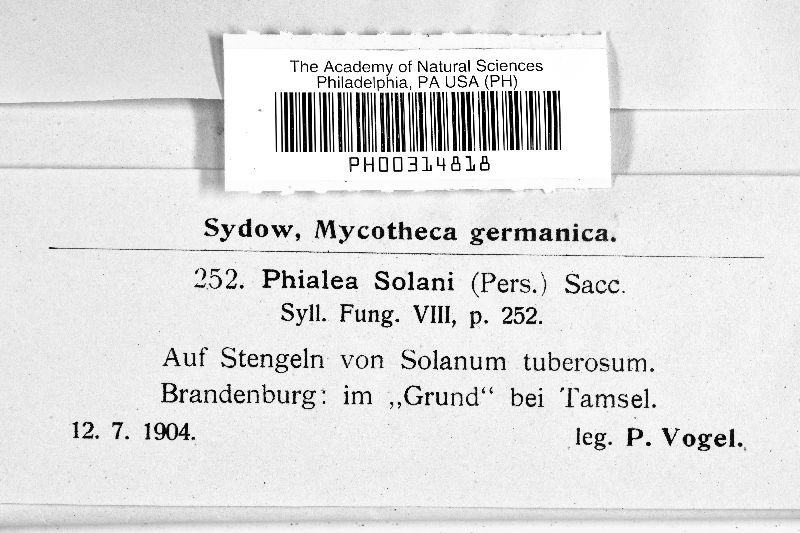 The Academy of Natural Sciences
Philadelphia, PA USA (PH)
PH00314818
Sydow, Mycotheca germanica.
252. Phialea Solani (Pers.) Sacc.
Syll. Fung. VIII, p. 252.
Auf Stengeln von Solanum tuberosum.
Brandenburg: im „Grund“ bei Tamsel.
12. 7. 1904. leg. P. Vogel.